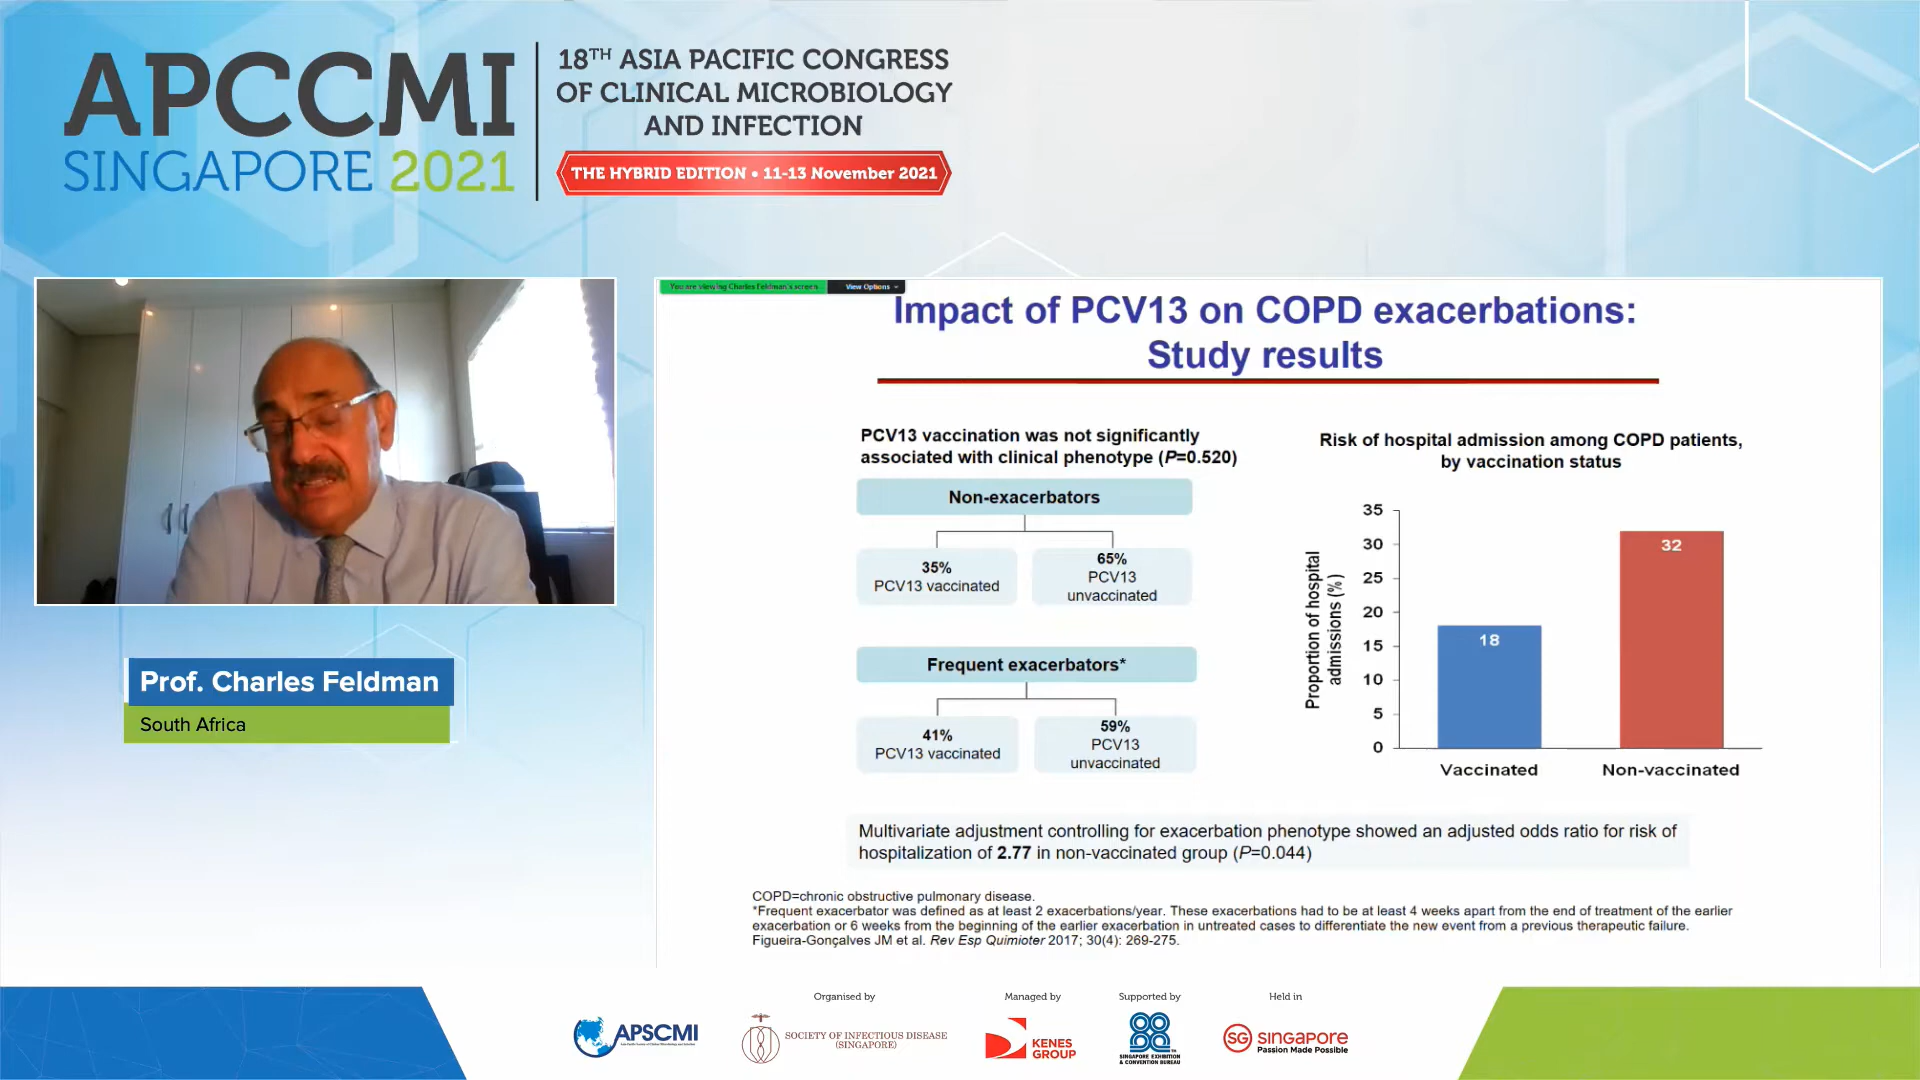 APCCMI
SINGAPORE 2021
18TH ASIA PACIFIC CONGRESS
OF CLINICAL MICROBIOLOGY
AND INFECTION
THE HYBRID EDITION • 11-13 November 2021
You are viewing Charles Feldman's screen
View Options
Impact of PCV13 on COPD exacerbations:
Study results
PCV13 vaccination was not significantly
associated with clinical phenotype (P=0.520)
Non-exacerbators
35%
PCV13 vaccinated
65%
PCV13
unvaccinated
Frequent exacerbators*
41%
PCV13 vaccinated
59%
PCV13
unvaccinated
Risk of hospital admission among COPD patients,
by vaccination status
Proportion of hospital
admissions (%)
35
30
25
20
15
10
5
0
18
32
Vaccinated
Non-vaccinated
Multivariate adjustment controlling for exacerbation phenotype showed an adjusted odds ratio for risk of
hospitalization of 2.77 in non-vaccinated group (P=0.044)
COPD=chronic obstructive pulmonary disease.
*Frequent exacerbator was defined as at least 2 exacerbations/year. These exacerbations had to be at least 4 weeks apart from the end of treatment of the earlier
exacerbation or 6 weeks from the beginning of the earlier exacerbation in untreated cases to differentiate the new event from a previous therapeutic failure.
Figueira-Gonçalves JM et al. Rev Esp Quimioter 2017; 30(4): 269-275.
Prof. Charles Feldman
South Africa
Organised by
Managed by
Supported by
Held in
APSCMI
SOCIETY OF INFECTIOUS DISEASE
(SINGAPORE)
KENES
GROUP
SINGAPORE EXHIBITION
& CONVENTION BUREAU
SG
SINGAPORE
Passion Made Possible